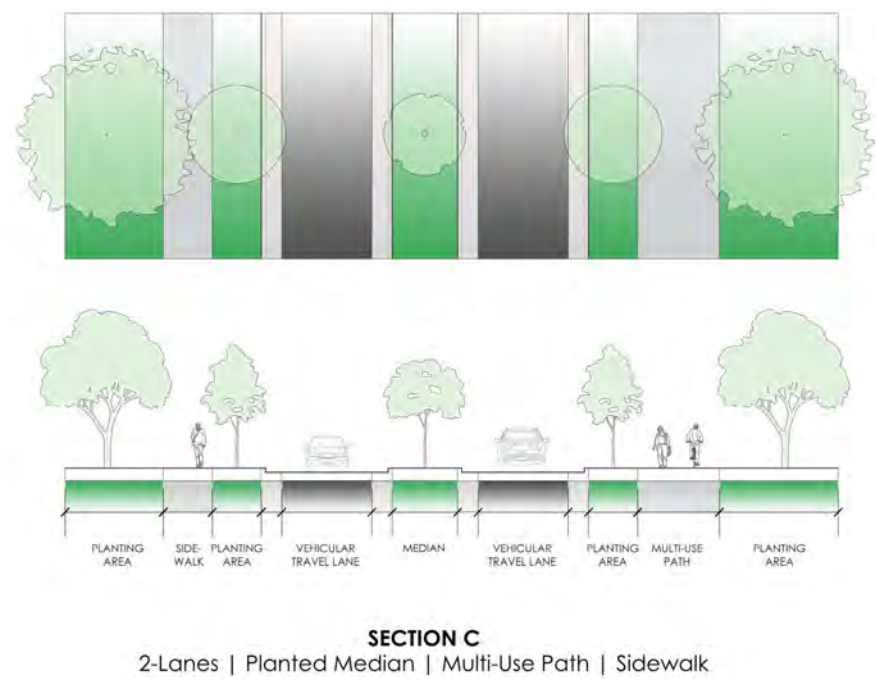 PLANTING
AREA
SIDE-
WALK
PLANTING
AREA
VEHICULAR
TRAVEL LANE
MEDIAN
VEHICULAR
TRAVEL LANE
PLANTING
AREA
MULTI-USE
PATH
PLANTING
AREA
SECTION C
2-Lanes | Planted Median | Multi-Use Path | Sidewalk